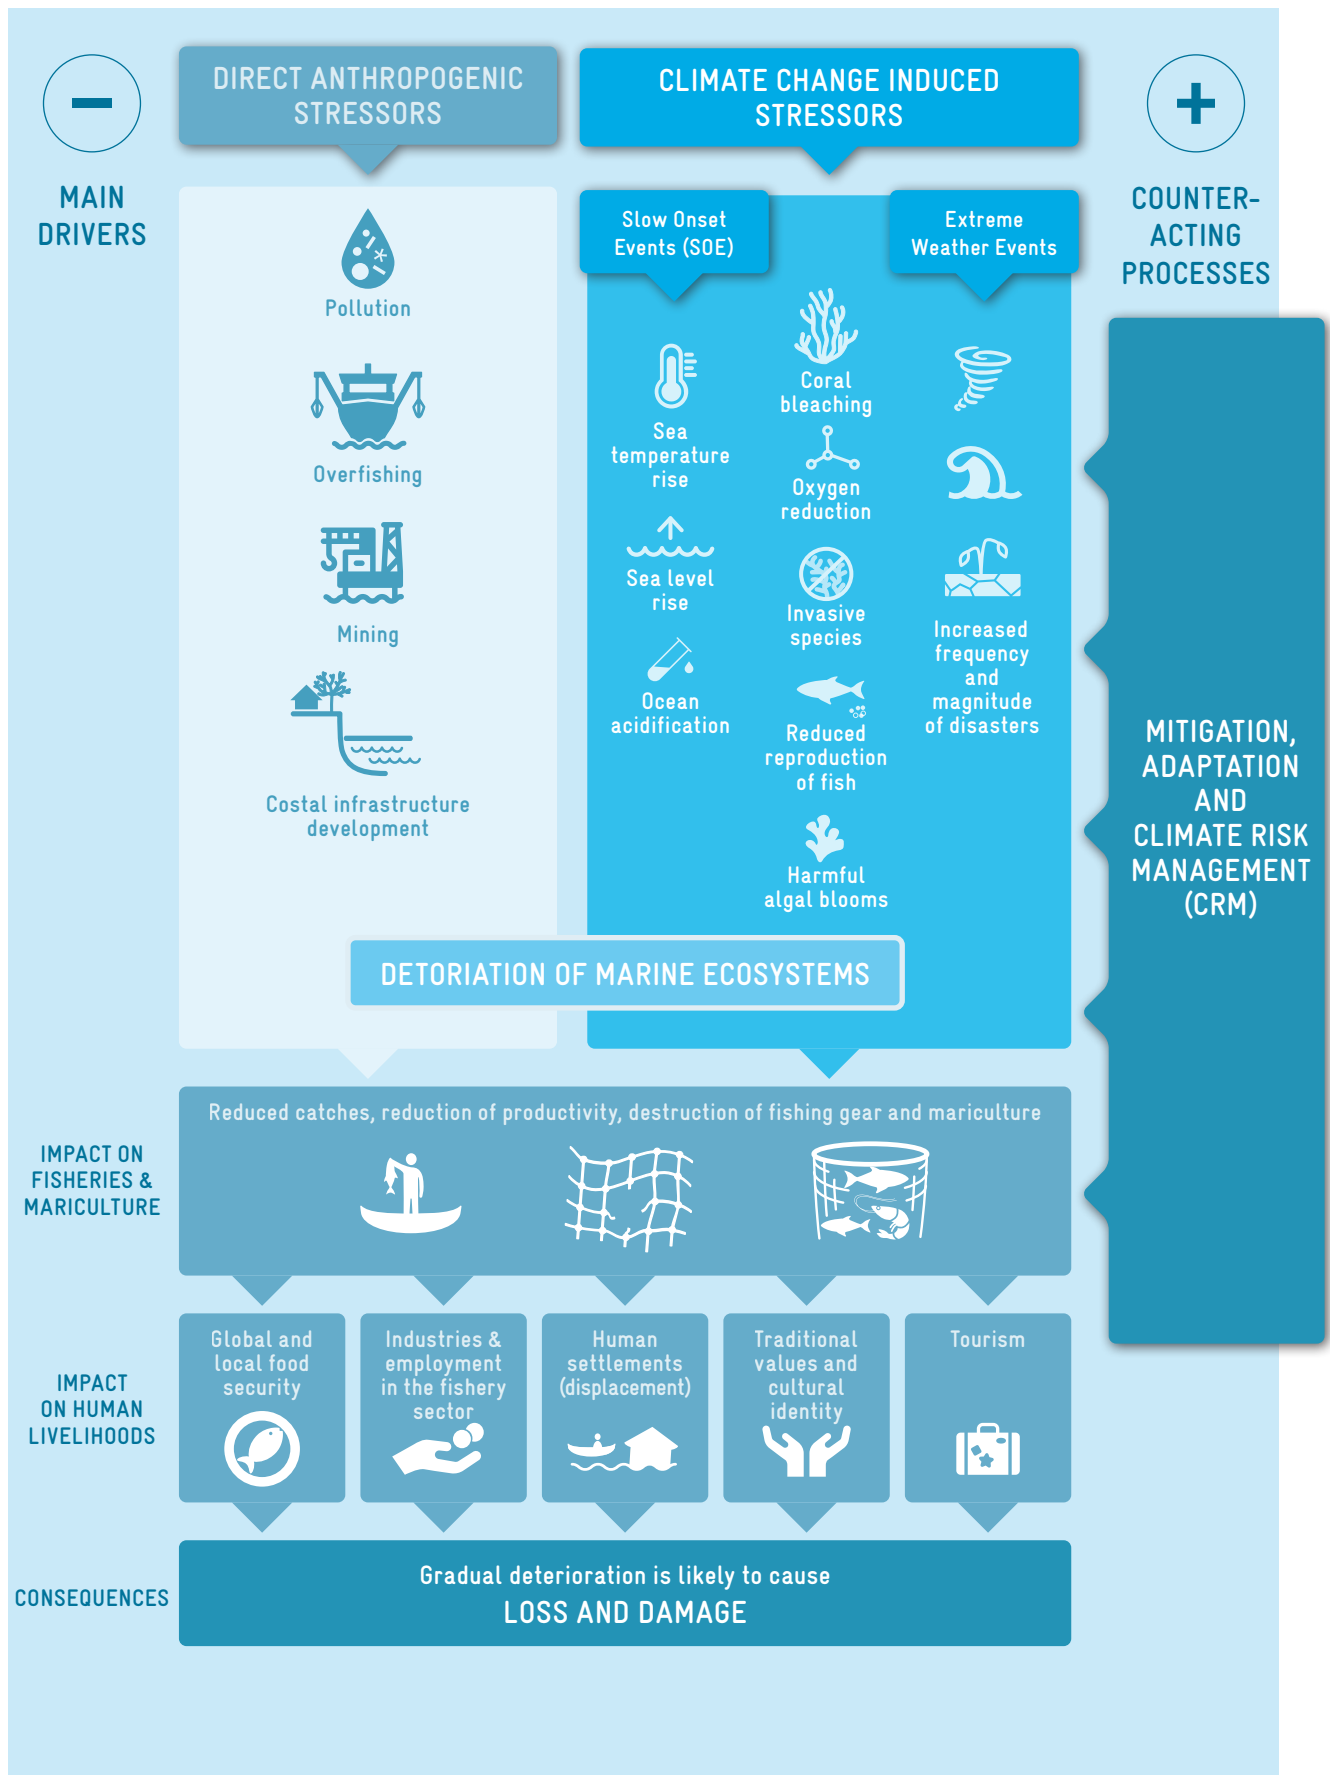 DIRECT ANTHROPOGENIC
STRESSORS
CLIMATE CHANGE INDUCED
STRESSORS
MAIN
DRIVERS
COUNTER-
ACTING
PROCESSES
Pollution
Overfishing
Mining
Costal infrastructure
development
Slow Onset
Events (SOE)
Extreme
Weather Events
Sea
temperature
rise
Sea level
rise
Ocean
acidification
Coral
bleaching
Oxygen
reduction
Invasive
species
Reduced
reproduction
of fish
Harmful
algal blooms
Increased
frequency
and
magnitude
of disasters
MITIGATION,
ADAPTATION
AND
CLIMATE RISK
MANAGEMENT
(CRM)
DETORIATION OF MARINE ECOSYSTEMS
IMPACT ON
FISHERIES &
MARICULTURE
Reduced catches, reduction of productivity, destruction of fishing gear and mariculture
IMPACT
ON HUMAN
LIVELIHOODS
Global and
local food
security
Industries &
employment
in the fishery
sector
Human
settlements
(displacement)
Traditional
values and
cultural
identity
Tourism
CONSEQUENCES
Gradual deterioration is likely to cause
LOSS AND DAMAGE